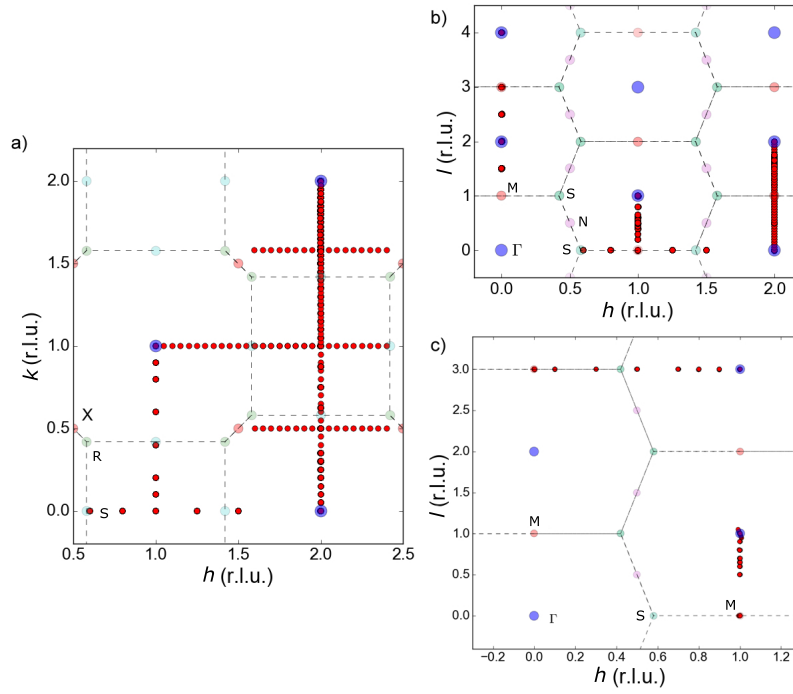 a)
k (r.l.u.)
2.0
1.5
1.0
0.5
0.0
X
R
S
0.5 1.0 1.5 2.0 2.5
h (r.l.u.)
b)
l (r.l.u.)
4
3
2
1
0
M
S
N
Γ
S
0.0 0.5 1.0 1.5 2.0
h (r.l.u.)
c)
l (r.l.u.)
3.0
2.5
2.0
1.5
1.0
0.5
0.0
M
Γ
S
M
−0.2 0.0 0.2 0.4 0.6 0.8 1.0 1.2
h (r.l.u.)